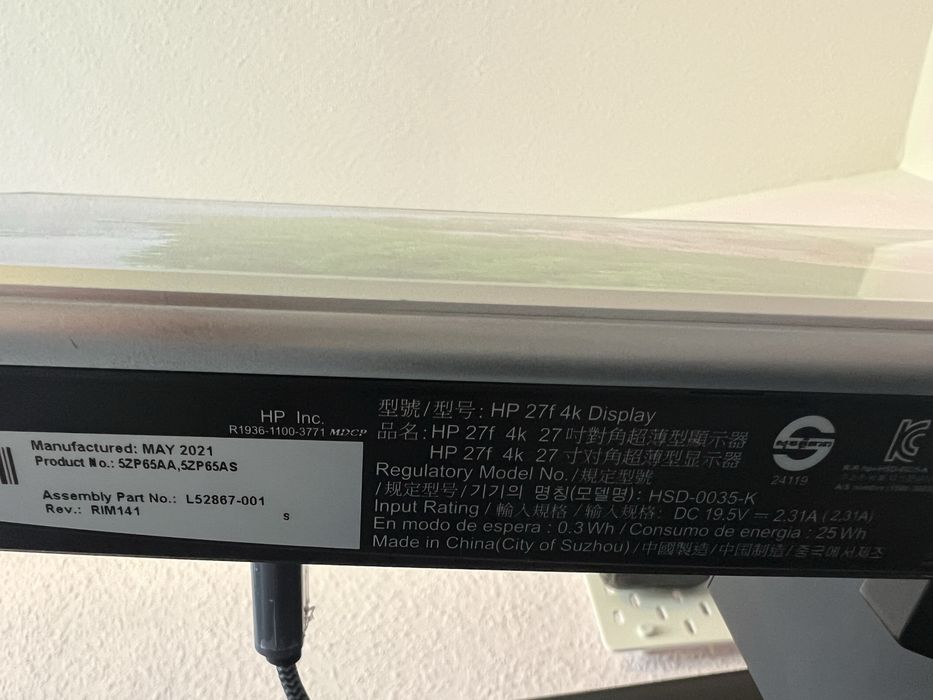 HP Inc.
R1936-1100-3771 MDCP
Manufactured: MAY 2021
Product No.: 5ZP65AA,5ZP65AS
Assembly Part No.: L52867-001
Rev.: RIM141
S
型號/型号: HP 27f 4k Display
品名: HP 27f 4k 27吋對角超薄型顯示器
HP 27f 4k 27寸对角超薄型显示器
Regulatory Model No./規定型號
/规定型号/기기의 명칭(모델명): HSD-0035-K
Input Rating / 輸入規格 / 输入规格: DC 19.5V ⎓ 2.31A (2.31A)
En modo de espera : 0.3 Wh / Consumo de energia : 25 Wh
Made in China(City of Suzhou) /中國製造/中国制造/중국에서제조
24119